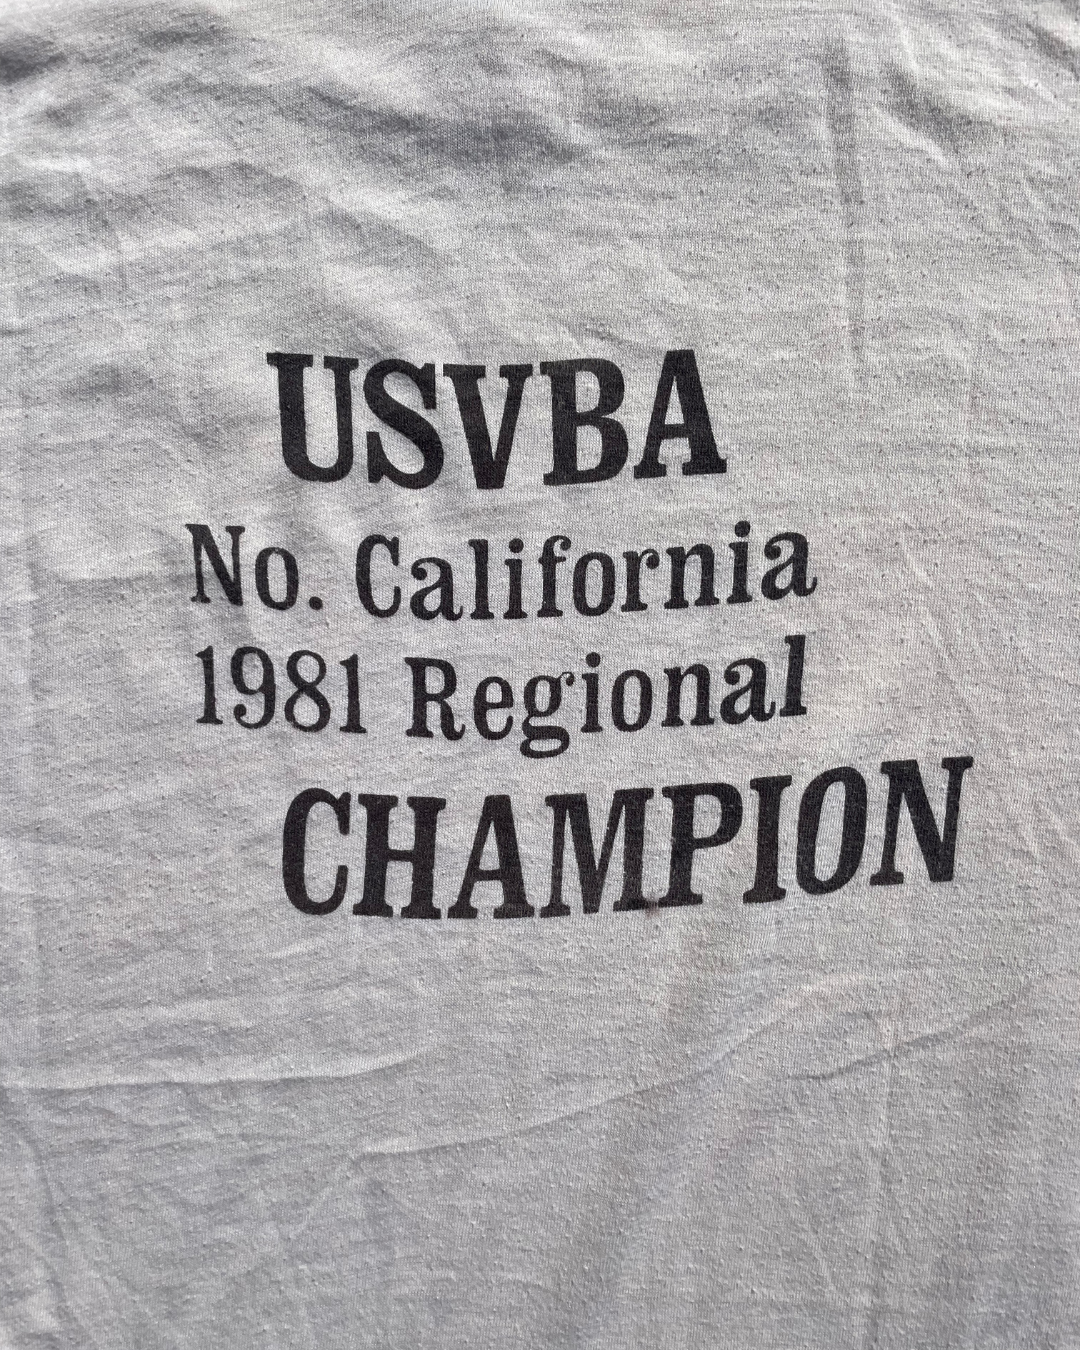 USVBA
No. California
1981 Regional
CHAMPION